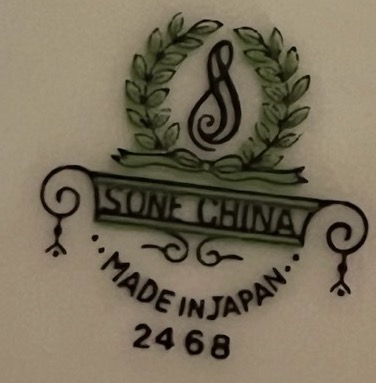 S
SONE CHINA
MADE IN JAPAN
2468